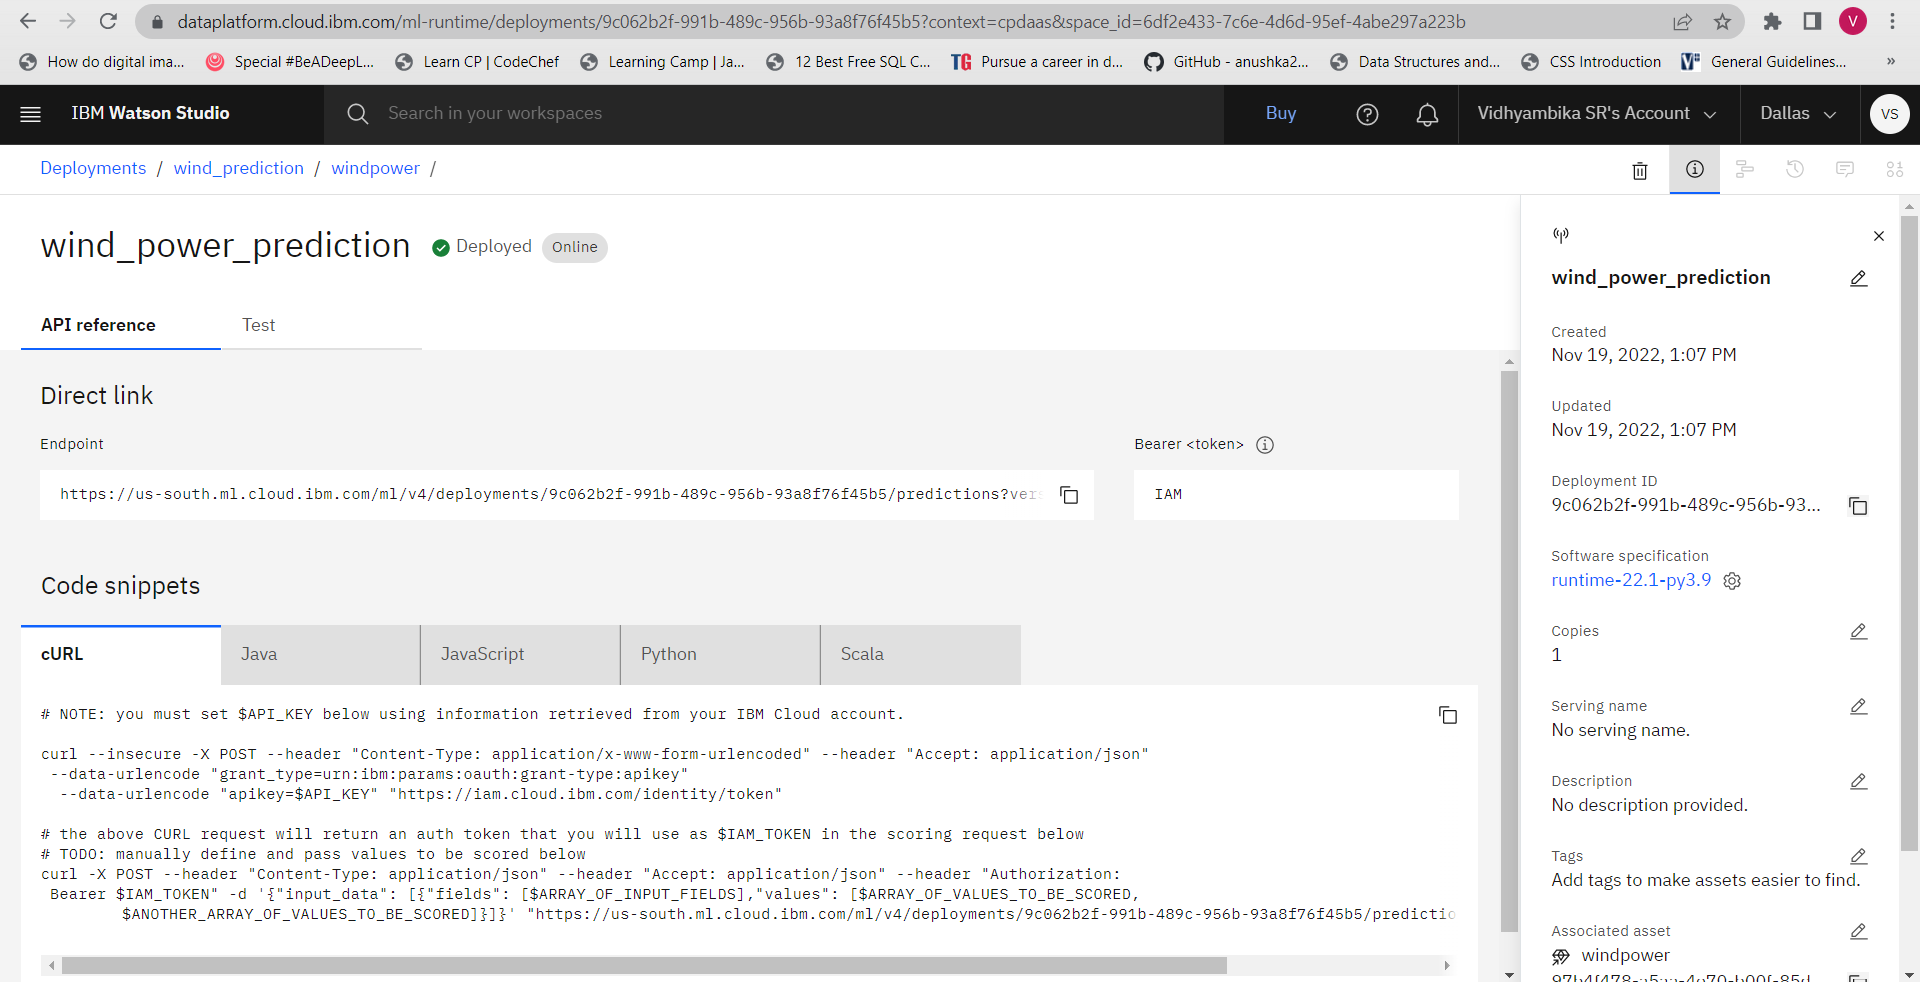 dataplatform.cloud.ibm.com/ml-runtime/deployments/9c062b2f-991b-489c-956b-93a8f76f45b5?context=cpdaas&space_id=6df2e433-7c6e-4d6d-95ef-4abe297a223b
V
How do digital ima...
Special #BeADeepL...
Learn CP | CodeChef
Learning Camp | Ja...
12 Best Free SQL C...
TG
Pursue a career in d...
GitHub - anushka2...
Data Structures and...
CSS Introduction
General Guidelines...
»
IBM Watson Studio
Search in your workspaces
Buy
Vidhyambika SR's Account
Dallas
VS
Deployments / wind_prediction / windpower /
wind_power_prediction
Deployed
Online
API reference
Test
Direct link
Endpoint
https://us-south.ml.cloud.ibm.com/ml/v4/deployments/9c062b2f-991b-489c-956b-93a8f76f45b5/predictions?vers
Bearer <token>
IAM
Code snippets
cURL
Java
JavaScript
Python
Scala
# NOTE: you must set $API_KEY below using information retrieved from your IBM Cloud account.
curl --insecure -X POST --header "Content-Type: application/x-www-form-urlencoded" --header "Accept: application/json"
--data-urlencode "grant_type=urn:ibm:params:oauth:grant-type:apikey"
--data-urlencode "apikey=$API_KEY" "https://iam.cloud.ibm.com/identity/token"
# the above CURL request will return an auth token that you will use as $IAM_TOKEN in the scoring request below
# TODO: manually define and pass values to be scored below
curl -X POST --header "Content-Type: application/json" --header "Accept: application/json" --header "Authorization:
Bearer $IAM_TOKEN" -d '{"input_data": [{"fields": [$ARRAY_OF_INPUT_FIELDS],"values": [$ARRAY_OF_VALUES_TO_BE_SCORED,
$ANOTHER_ARRAY_OF_VALUES_TO_BE_SCORED]}]}' "https://us-south.ml.cloud.ibm.com/ml/v4/deployments/9c062b2f-991b-489c-956b-93a8f76f45b5/predictio
wind_power_prediction
Created
Nov 19, 2022, 1:07 PM
Updated
Nov 19, 2022, 1:07 PM
Deployment ID
9c062b2f-991b-489c-956b-93...
Software specification
runtime-22.1-py3.9
Copies
1
Serving name
No serving name.
Description
No description provided.
Tags
Add tags to make assets easier to find.
Associated asset
windpower